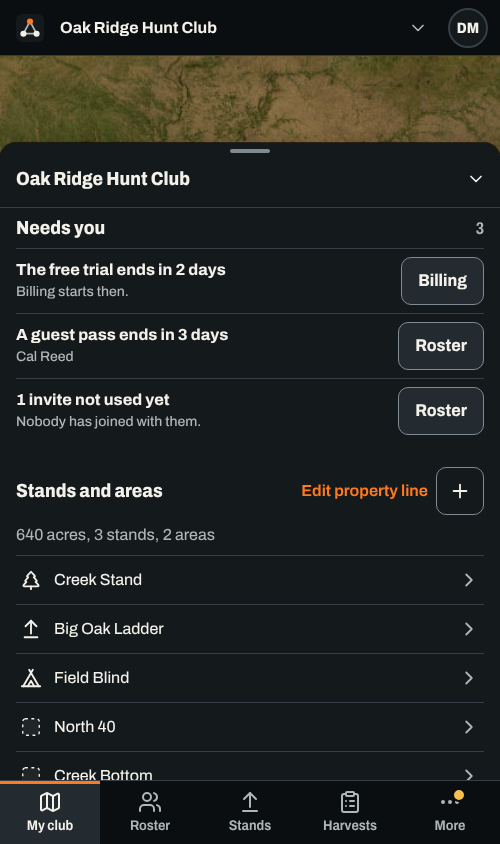 Oak Ridge Hunt Club
DM
Oak Ridge Hunt Club
Needs you
3
The free trial ends in 2 days
Billing starts then.
Billing
A guest pass ends in 3 days
Cal Reed
Roster
1 invite not used yet
Nobody has joined with them.
Roster
Stands and areas
Edit property line
640 acres, 3 stands, 2 areas
Creek Stand
Big Oak Ladder
Field Blind
North 40
Creek Bottom
My club
Roster
Stands
Harvests
More